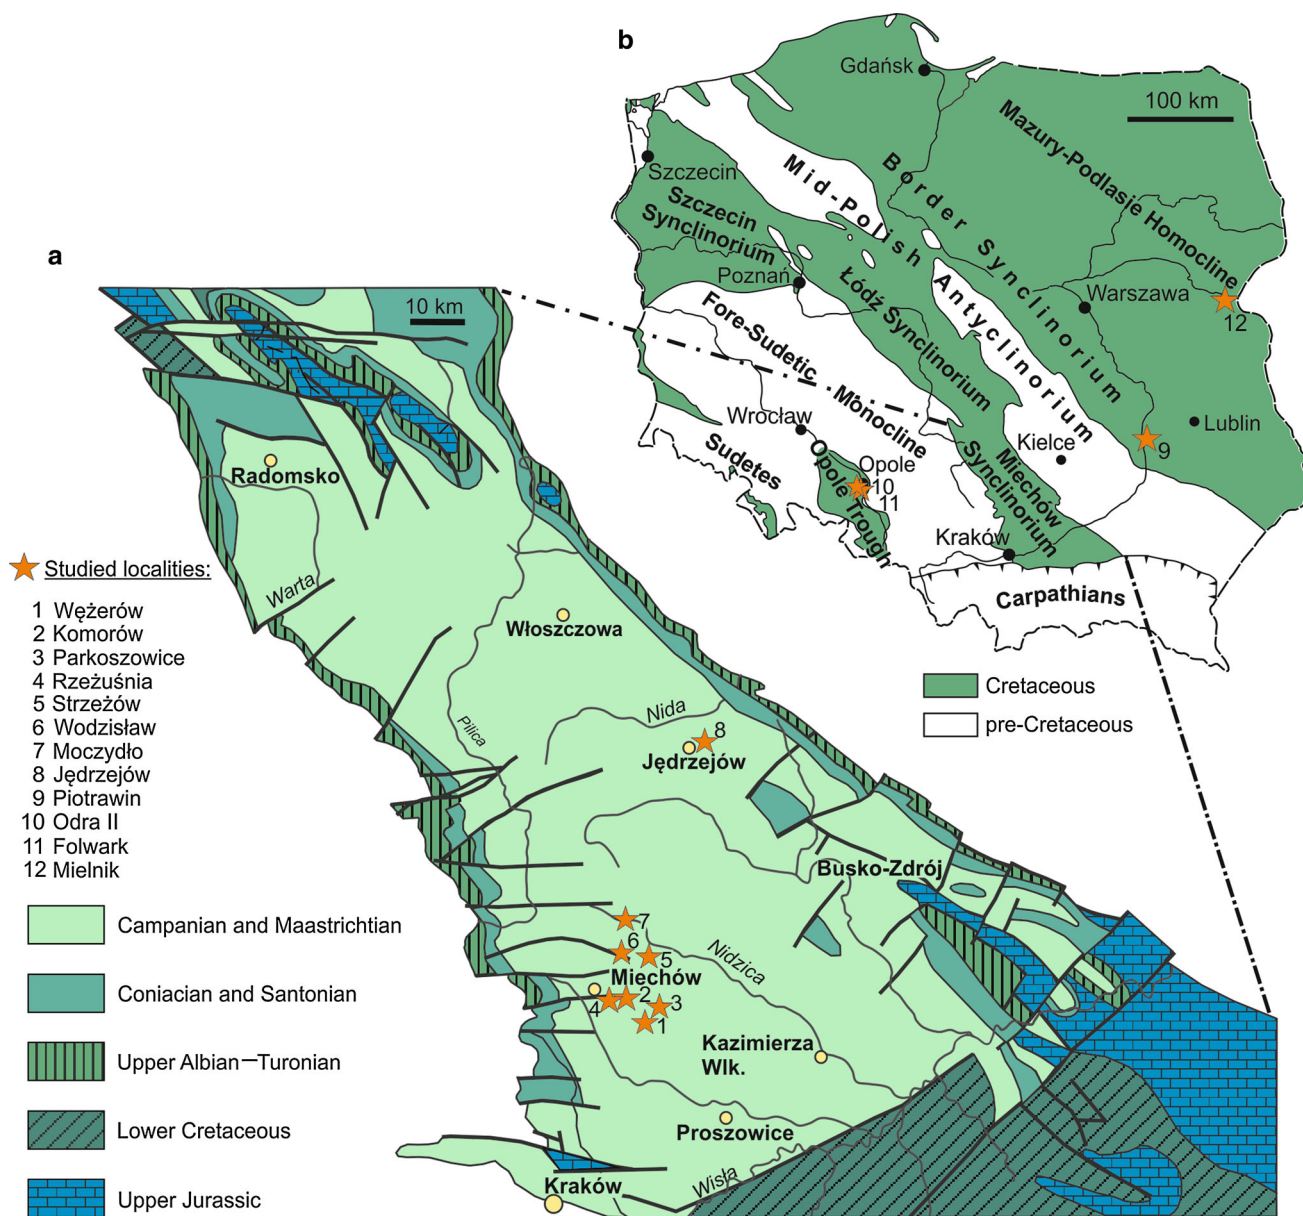 b
Gdańsk
100 km
Mazury-Podlasie Homocline
Szczecin
Mid-Polish Antyclinorium
Border Synclinorium
Szczecin
Synclinorium
Poznań
Łódź Synclinorium
Warszawa
12
Fore-Sudetic Monocline
Wrocław
Sudetes
Opole Trough
Opole
10
11
Kielce
Miechów
Synclinorium
Lublin
9
Kraków
Carpathians
Cretaceous
pre-Cretaceous
a
10 km
Radomsko
Warta
Włoszczowa
Pilica
Nida
8
Jędrzejów
Busko-Zdrój
7
6
5
Nidzica
Miechów
2
4
3
1
Kazimierza
Wlk.
Proszowice
Wisła
Kraków
Studied localities:
1 Wężerów
2 Komorów
3 Parkoszowice
4 Rzeżuśnia
5 Strzeżów
6 Wodzisław
7 Moczydło
8 Jędrzejów
9 Piotrawin
10 Odra II
11 Folwark
12 Mielnik
Campanian and Maastrichtian
Coniacian and Santonian
Upper Albian–Turonian
Lower Cretaceous
Upper Jurassic